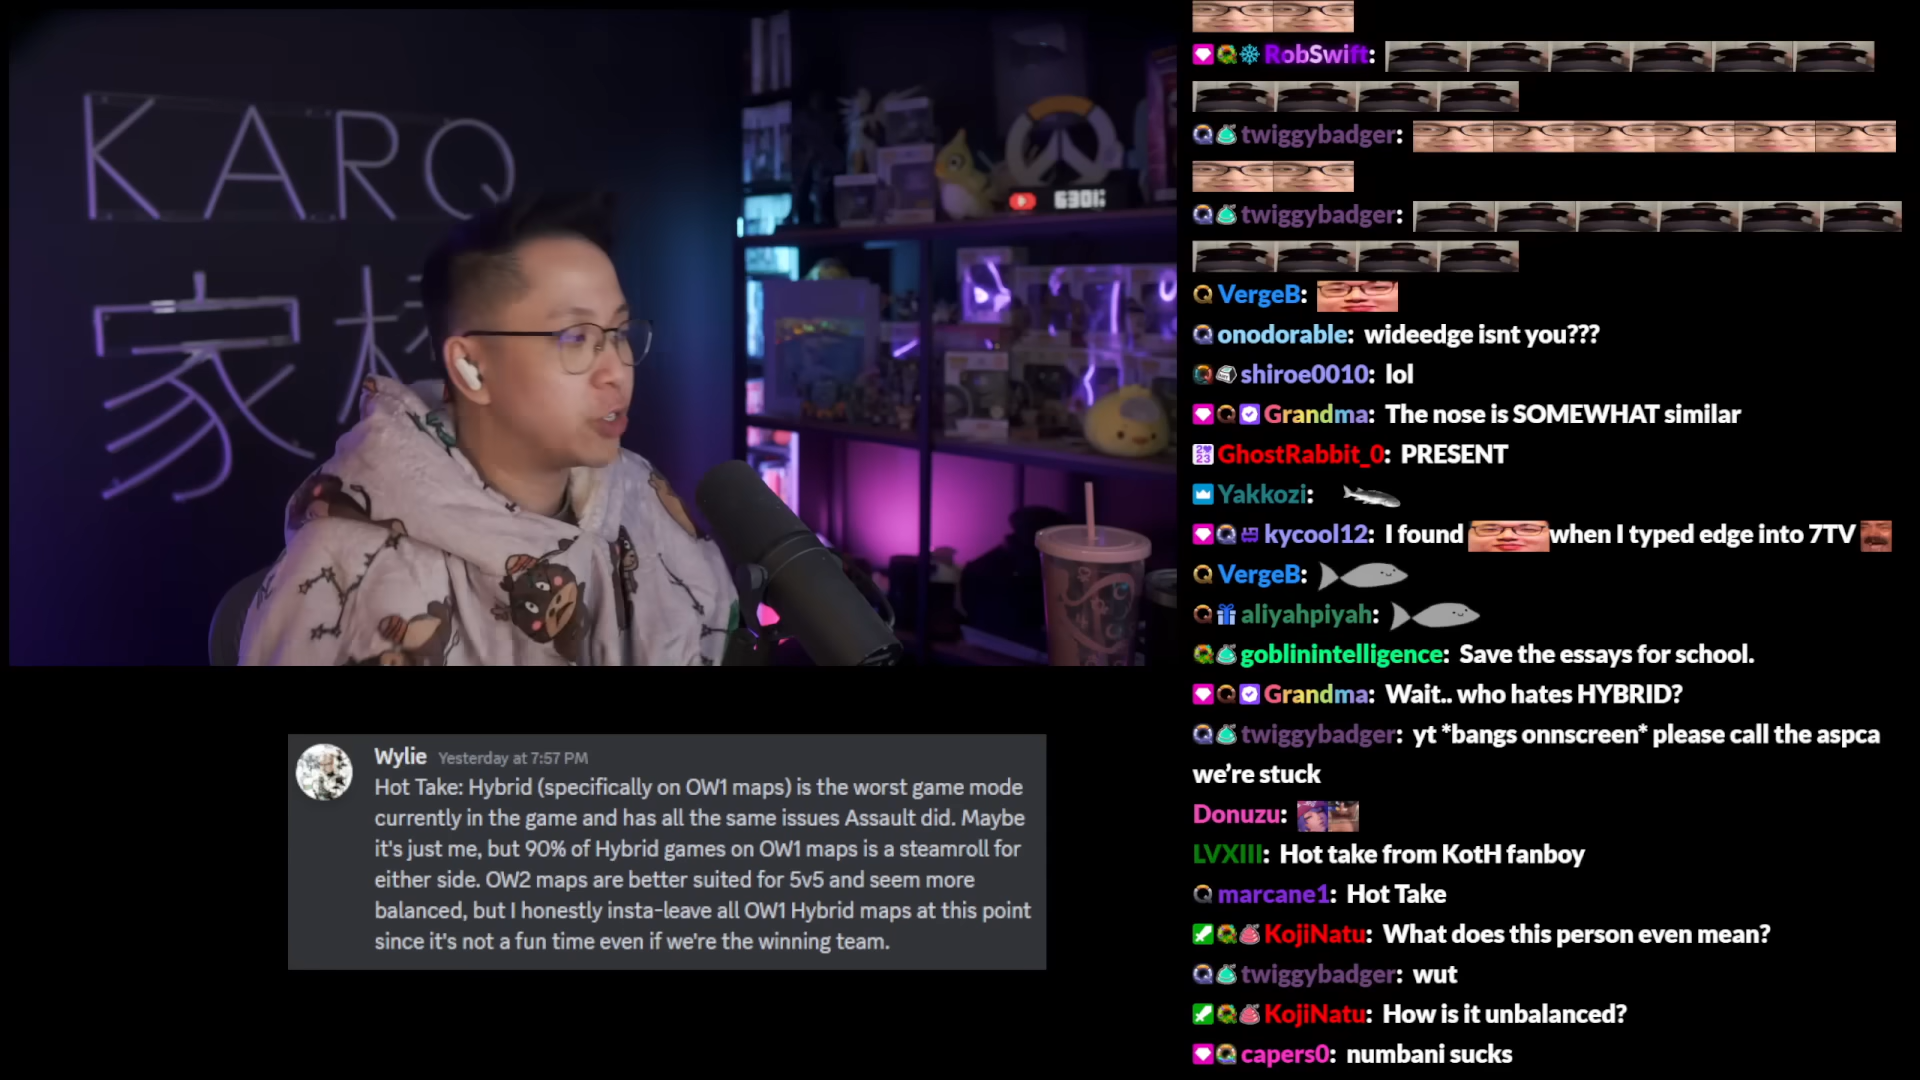 KARQ
家
6301
Wylie Yesterday at 7:57 PM
Hot Take: Hybrid (specifically on OW1 maps) is the worst game mode
currently in the game and has all the same issues Assault did. Maybe
it's just me, but 90% of Hybrid games on OW1 maps is a steamroll for
either side. OW2 maps are better suited for 5v5 and seem more
balanced, but I honestly insta-leave all OW1 Hybrid maps at this point
since it's not a fun time even if we're the winning team.
RobSwift:
twiggybadger:
twiggybadger:
VergeB:
onodorable: wideedge isnt you???
shiroe0010: lol
Grandma: The nose is SOMEWHAT similar
GhostRabbit_0: PRESENT
Yakkozi:
kycool12: I found when I typed edge into 7TV
VergeB:
aliyahpiyah:
goblinintelligence: Save the essays for school.
Grandma: Wait.. who hates HYBRID?
twiggybadger: yt *bangs onnscreen* please call the aspca
we're stuck
Donuzu:
LVXIII: Hot take from KotH fanboy
marcane1: Hot Take
KojiNatu: What does this person even mean?
twiggybadger: wut
KojiNatu: How is it unbalanced?
capers0: numbani sucks